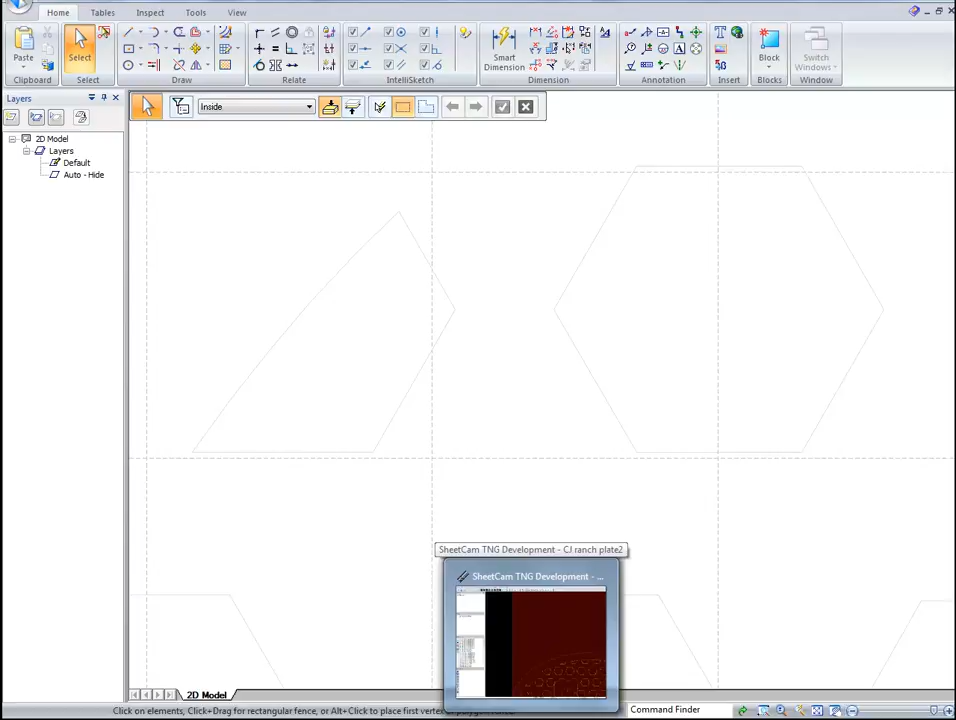 Home Tables Inspect Tools View
Paste
Select
Smart
Dimension
Block
Switch
Windows
Clipboard Select Draw Relate IntelliSketch Dimension Annotation Insert Blocks Window
Layers
Inside
2D Model
Layers
Default
Auto - Hide
SheetCam TNG Development - CJ ranch plate2
SheetCam TNG Development - ...
2D Model
Click on elements, Click+Drag for rectangular fence, or Alt+Click to place first vertex of polygon fence.
Command Finder